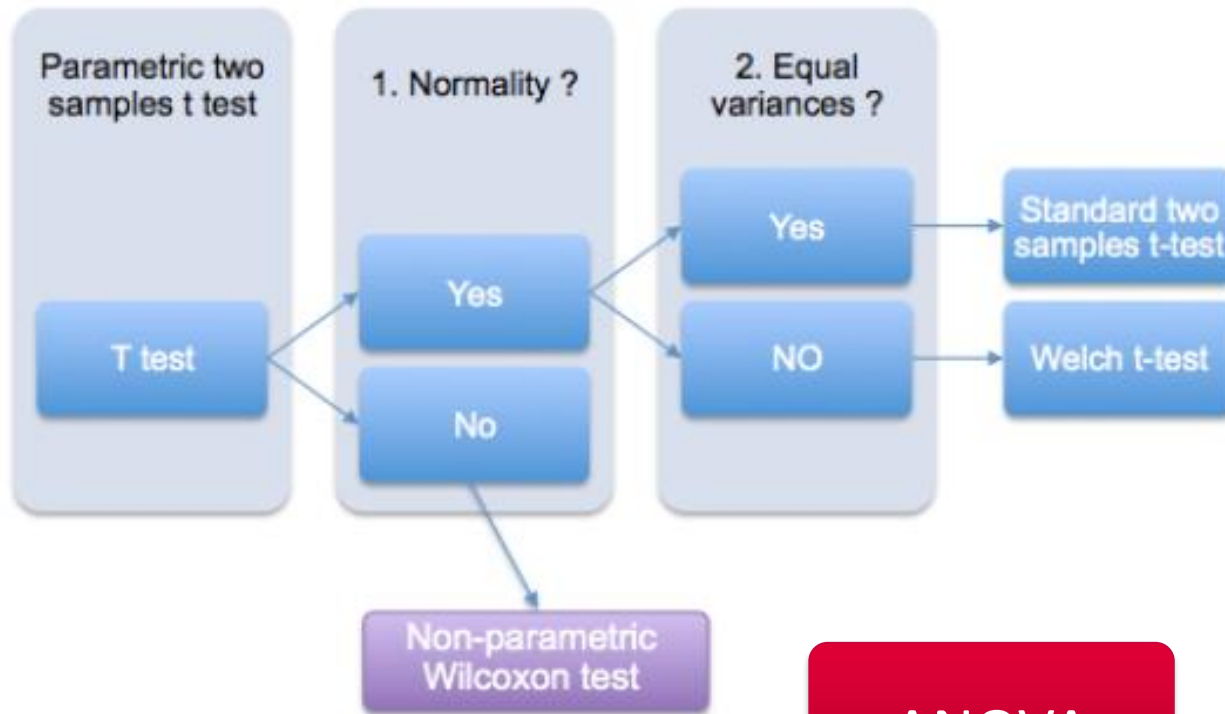 Parametric two
samples t test
1. Normality ?
2. Equal
variances ?
T test
Yes
No
Yes
NO
Standard two
samples t-test
Welch t-test
Non-parametric
Wilcoxon test
ANOVA